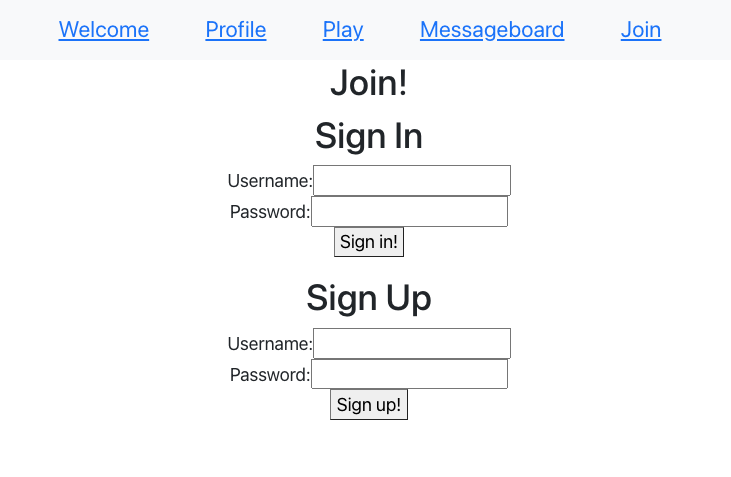 Welcome Profile Play Messageboard Join
Join!
Sign In
Username:
Password:
Sign in!
Sign Up
Username:
Password:
Sign up!